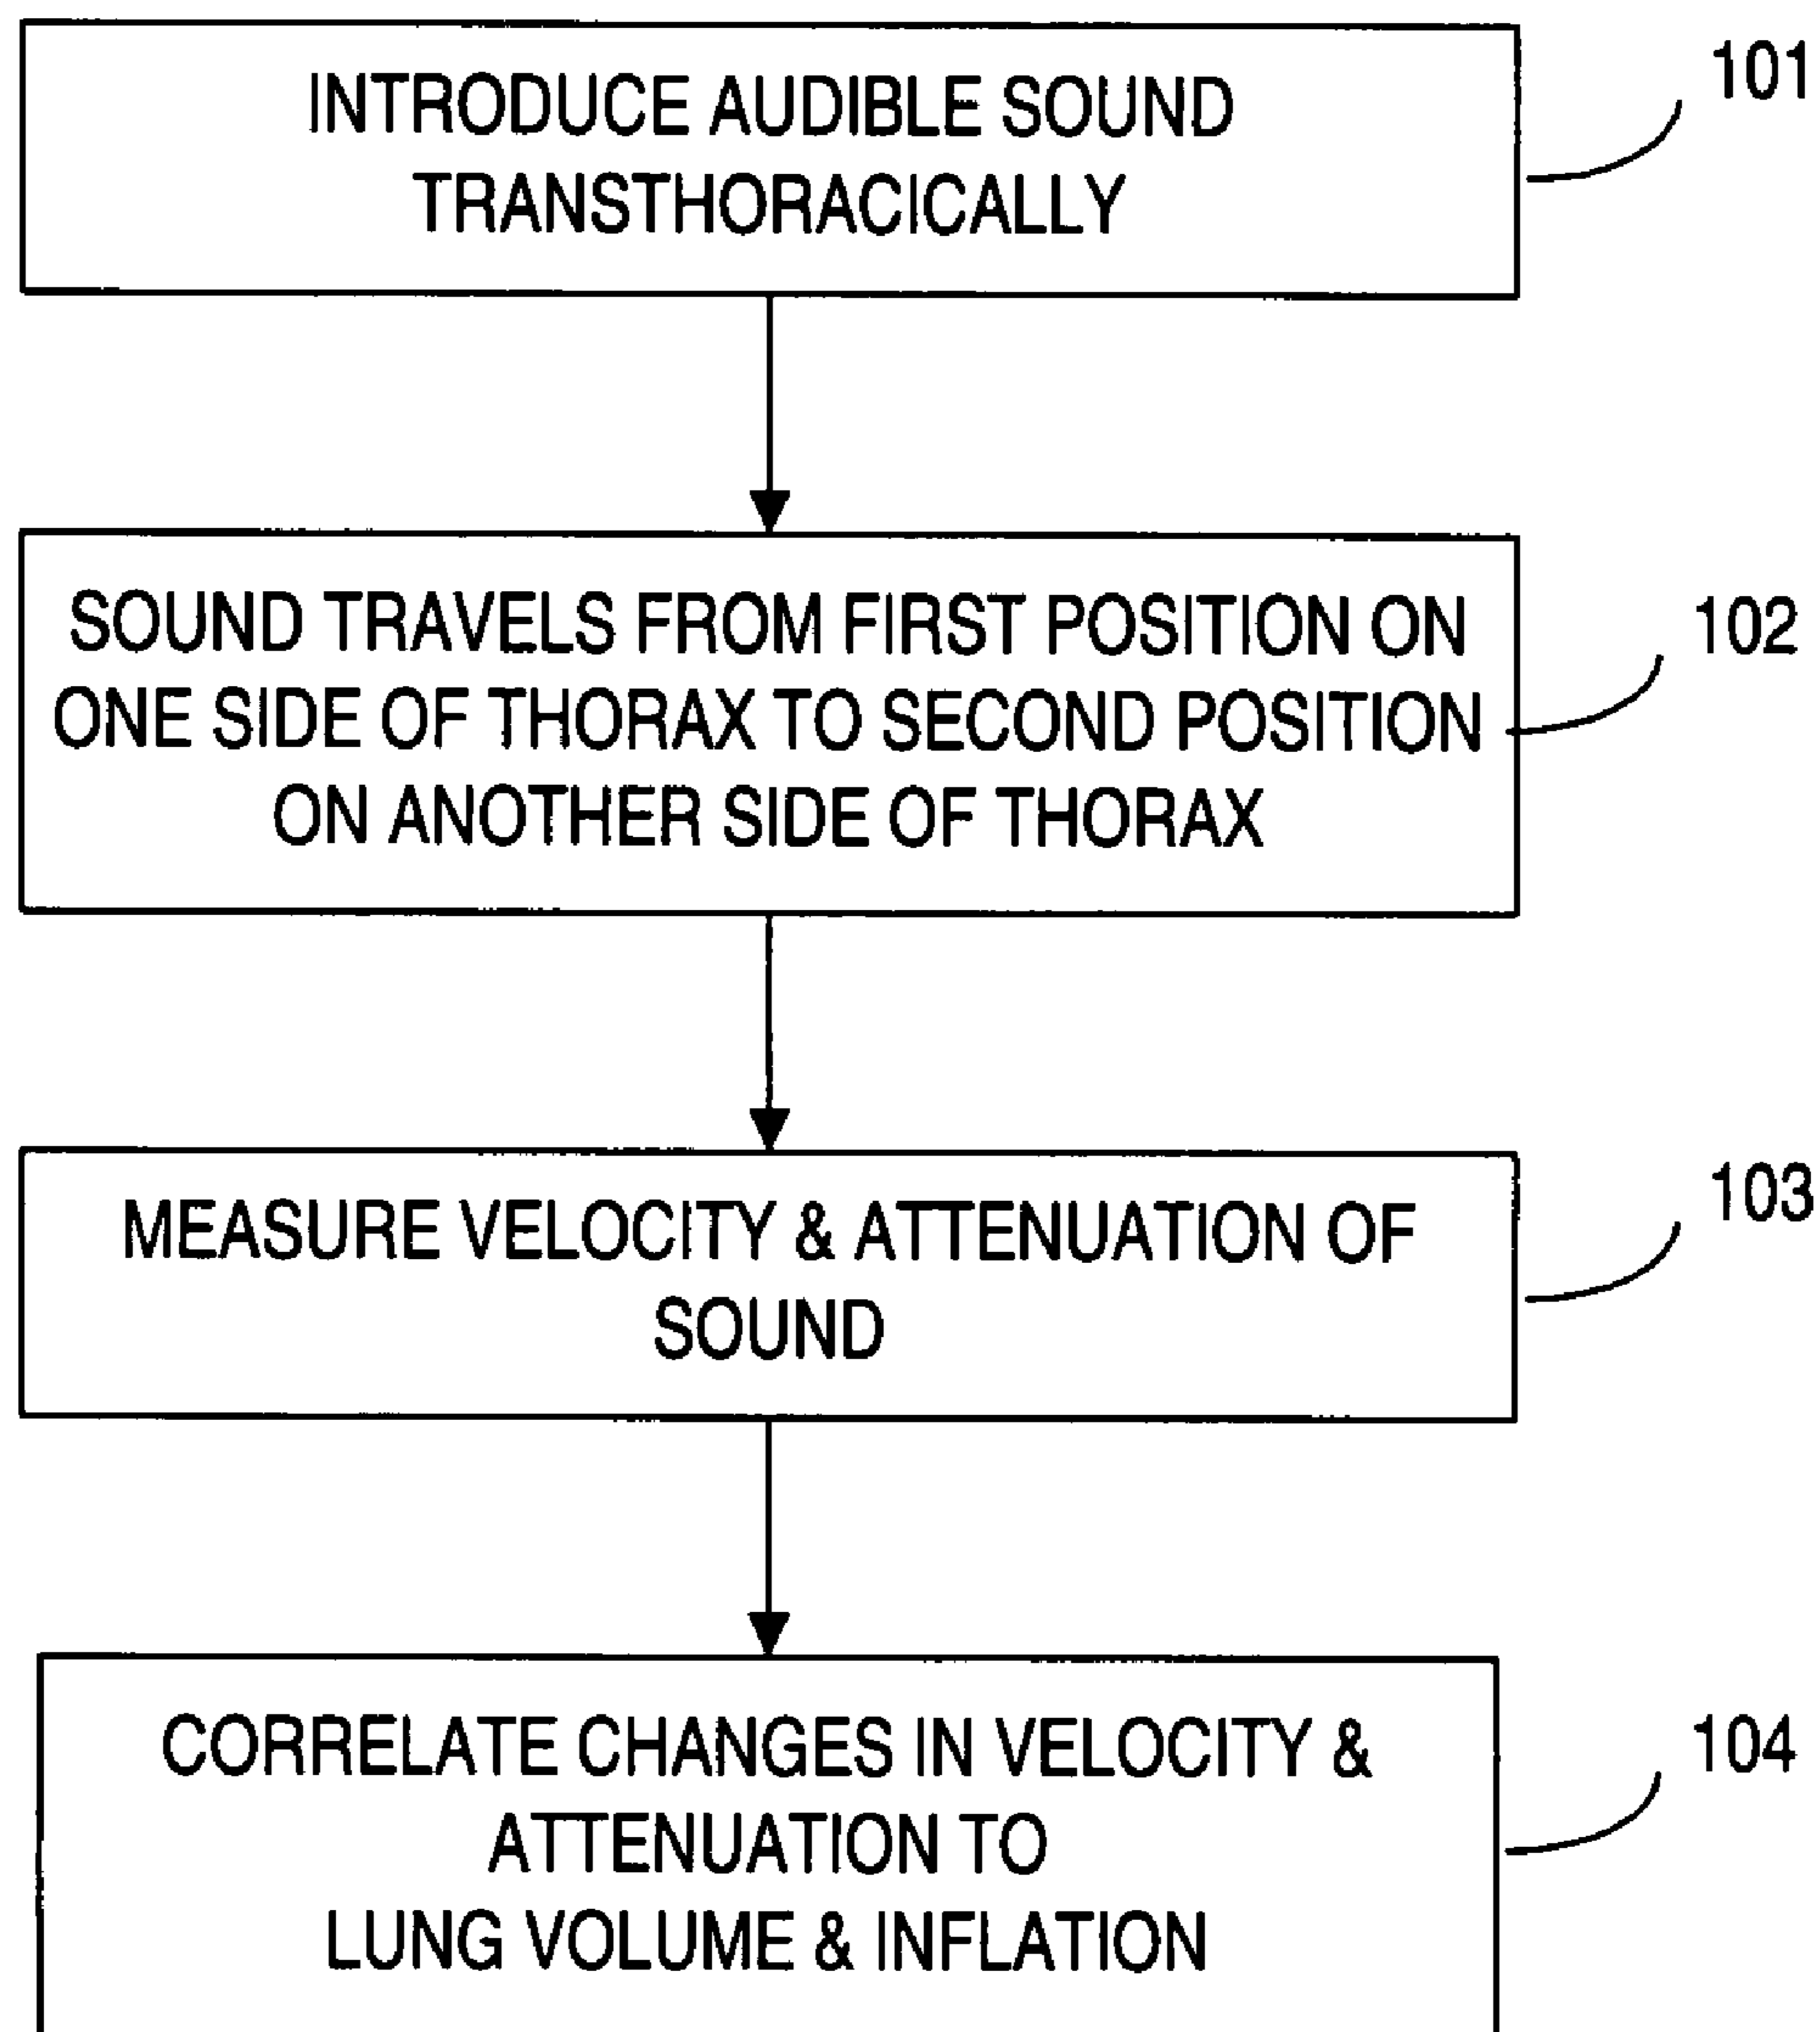 INTRODUCE AUDIBLE SOUND
TRANSTHORACICALLY
101
SOUND TRAVELS FROM FIRST POSITION ON
ONE SIDE OF THORAX TO SECOND POSITION
ON ANOTHER SIDE OF THORAX
102
MEASURE VELOCITY & ATTENUATION OF
SOUND
103
CORRELATE CHANGES IN VELOCITY &
ATTENUATION TO
LUNG VOLUME & INFLATION
104